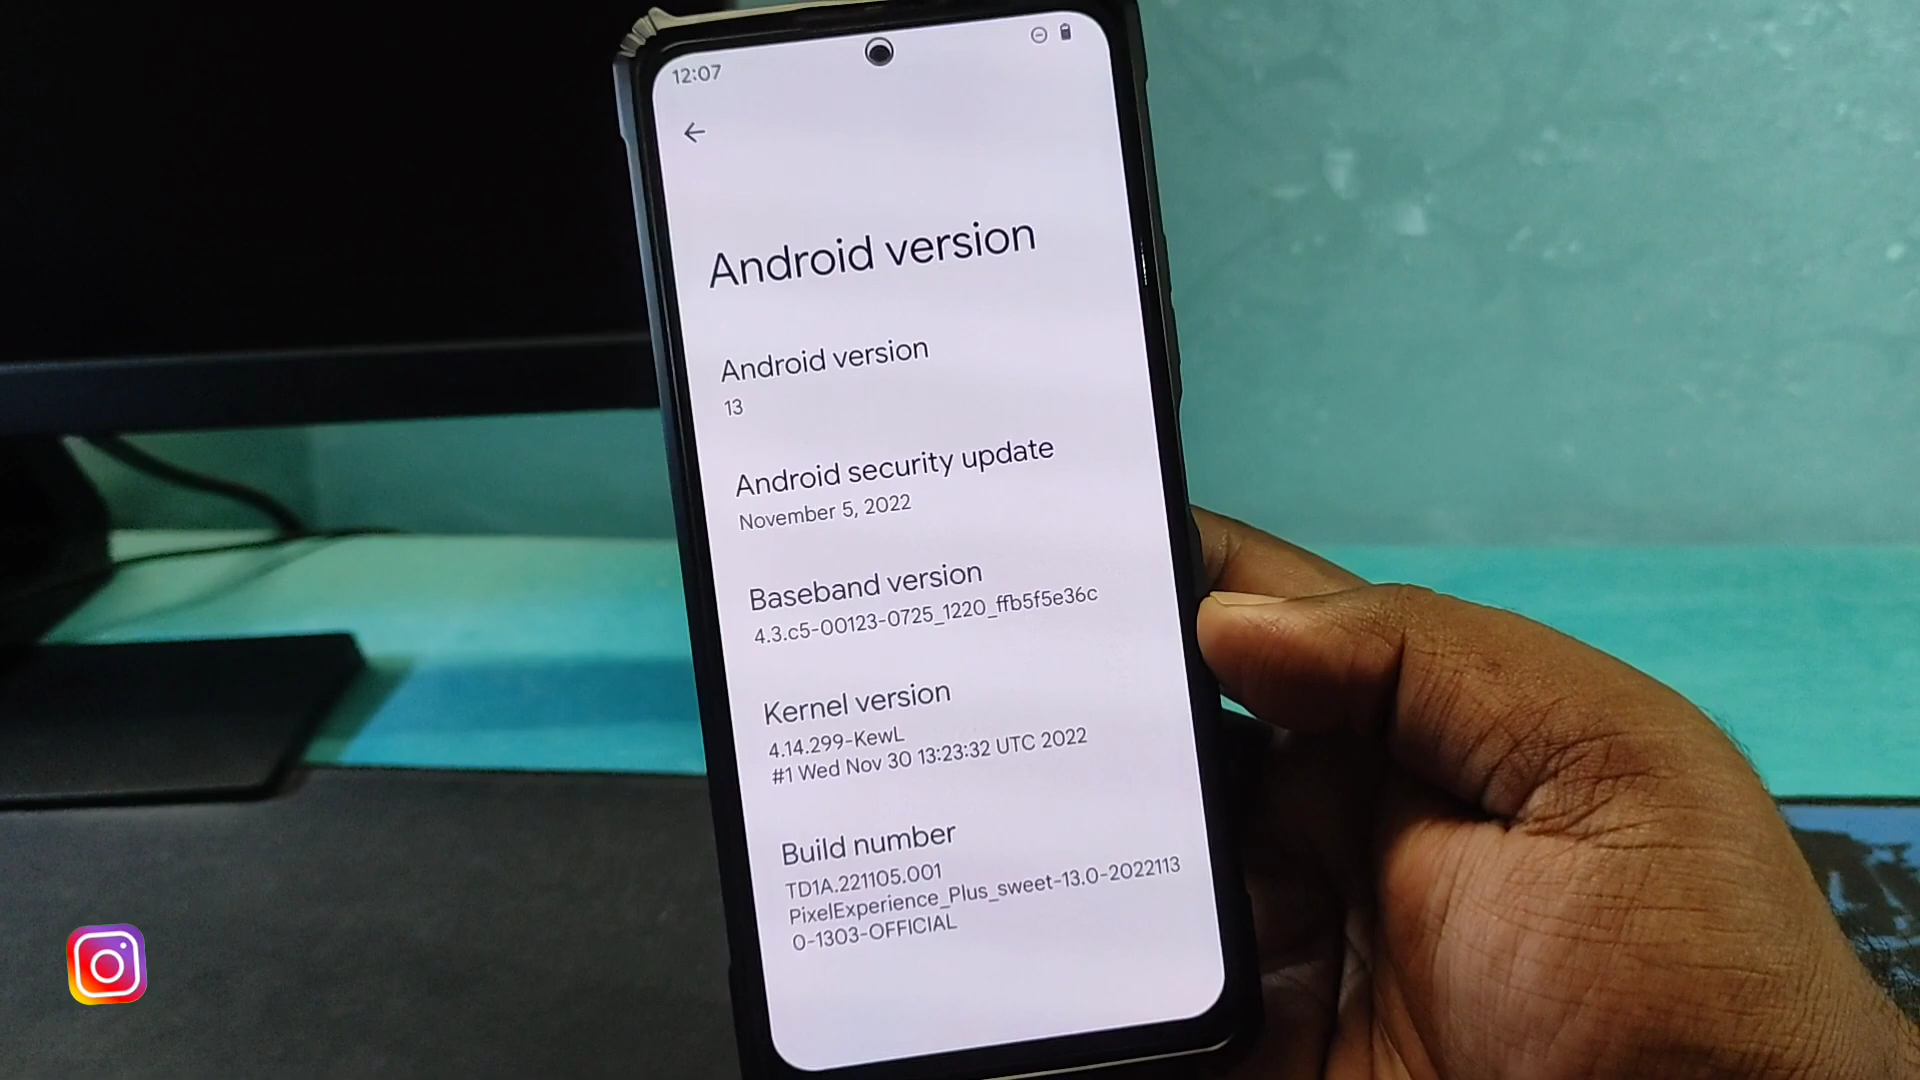 12:07
Android version
Android version
13
Android security update
November 5, 2022
Baseband version
4.3.c5-00123-0725_1220_ffb5f5e36c
Kernel version
4.14.299-KewL
#1 Wed Nov 30 13:23:32 UTC 2022
Build number
TD1A.221105.001
PixelExperience_Plus_sweet-13.0-2022113
0-1303-OFFICIAL